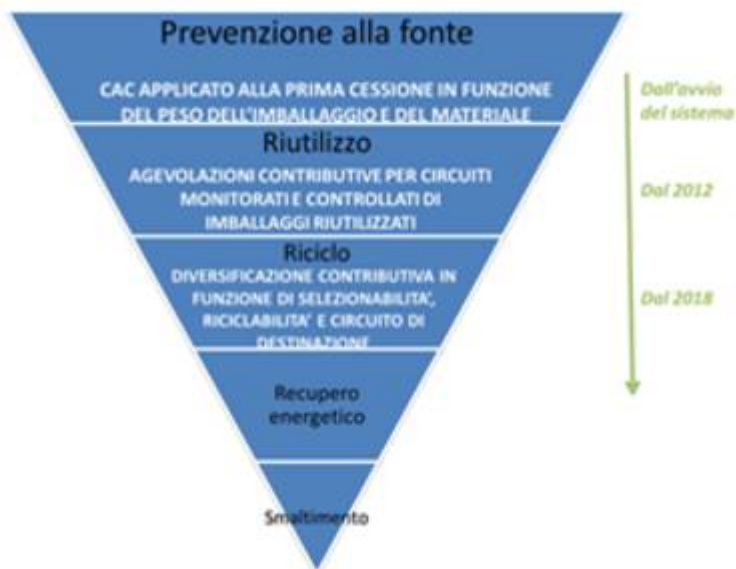 Prevenzione alla fonte
CAC APPLICATO ALLA PRIMA CESSIONE IN FUNZIONE
DEL PESO DELL'IMBALLAGGIO E DEL MATERIALE
Riutilizzo
AGEVOLAZIONI CONTRIBUTIVE PER CIRCUITI
MONITORATI E CONTROLLATI DI
IMBALLAGGI RIUTILIZZATI
Riciclo
DIVERSIFICAZIONE CONTRIBUTIVA IN
FUNZIONE DI SELEZIONABILITA',
RICICLABILITA' E CIRCUITO DI
DESTINAZIONE
Recupero
energetico
Smaltimento
Dall'avvio
del sistema
Dal 2012
Dal 2018